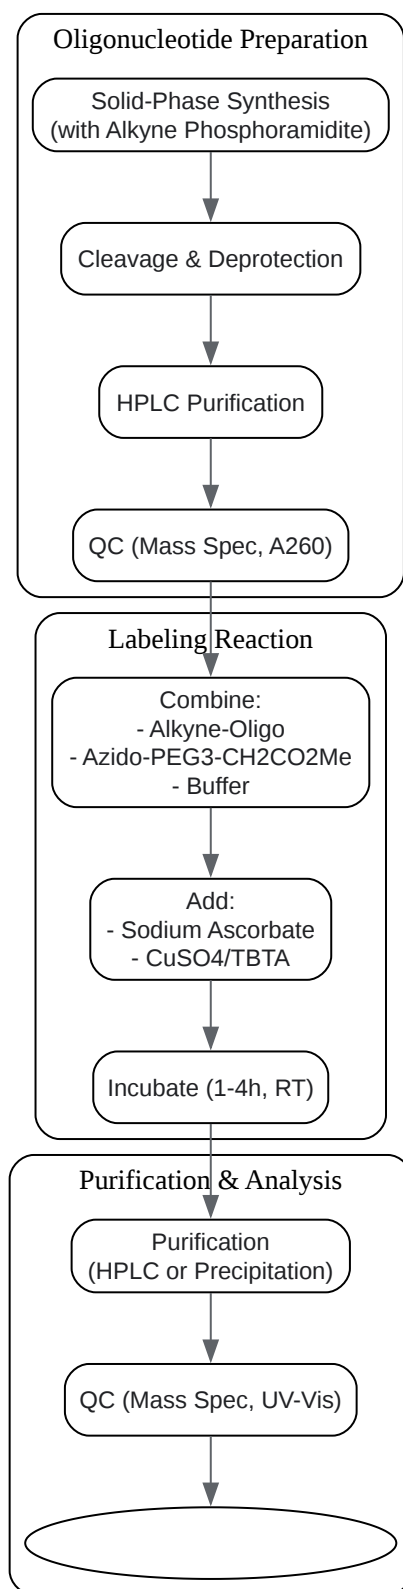 Oligonucleotide Preparation
Solid-Phase Synthesis
(with Alkyne Phosphoramidite)
Cleavage & Deprotection
HPLC Purification
QC (Mass Spec, A260)
Labeling Reaction
Combine:
- Alkyne-Oligo
- Azido-PEG3-CH2CO2Me
- Buffer
Add:
- Sodium Ascorbate
- CuSO4/TBTA
Incubate (1-4h, RT)
Purification & Analysis
Purification
(HPLC or Precipitation)
QC (Mass Spec, UV-Vis)